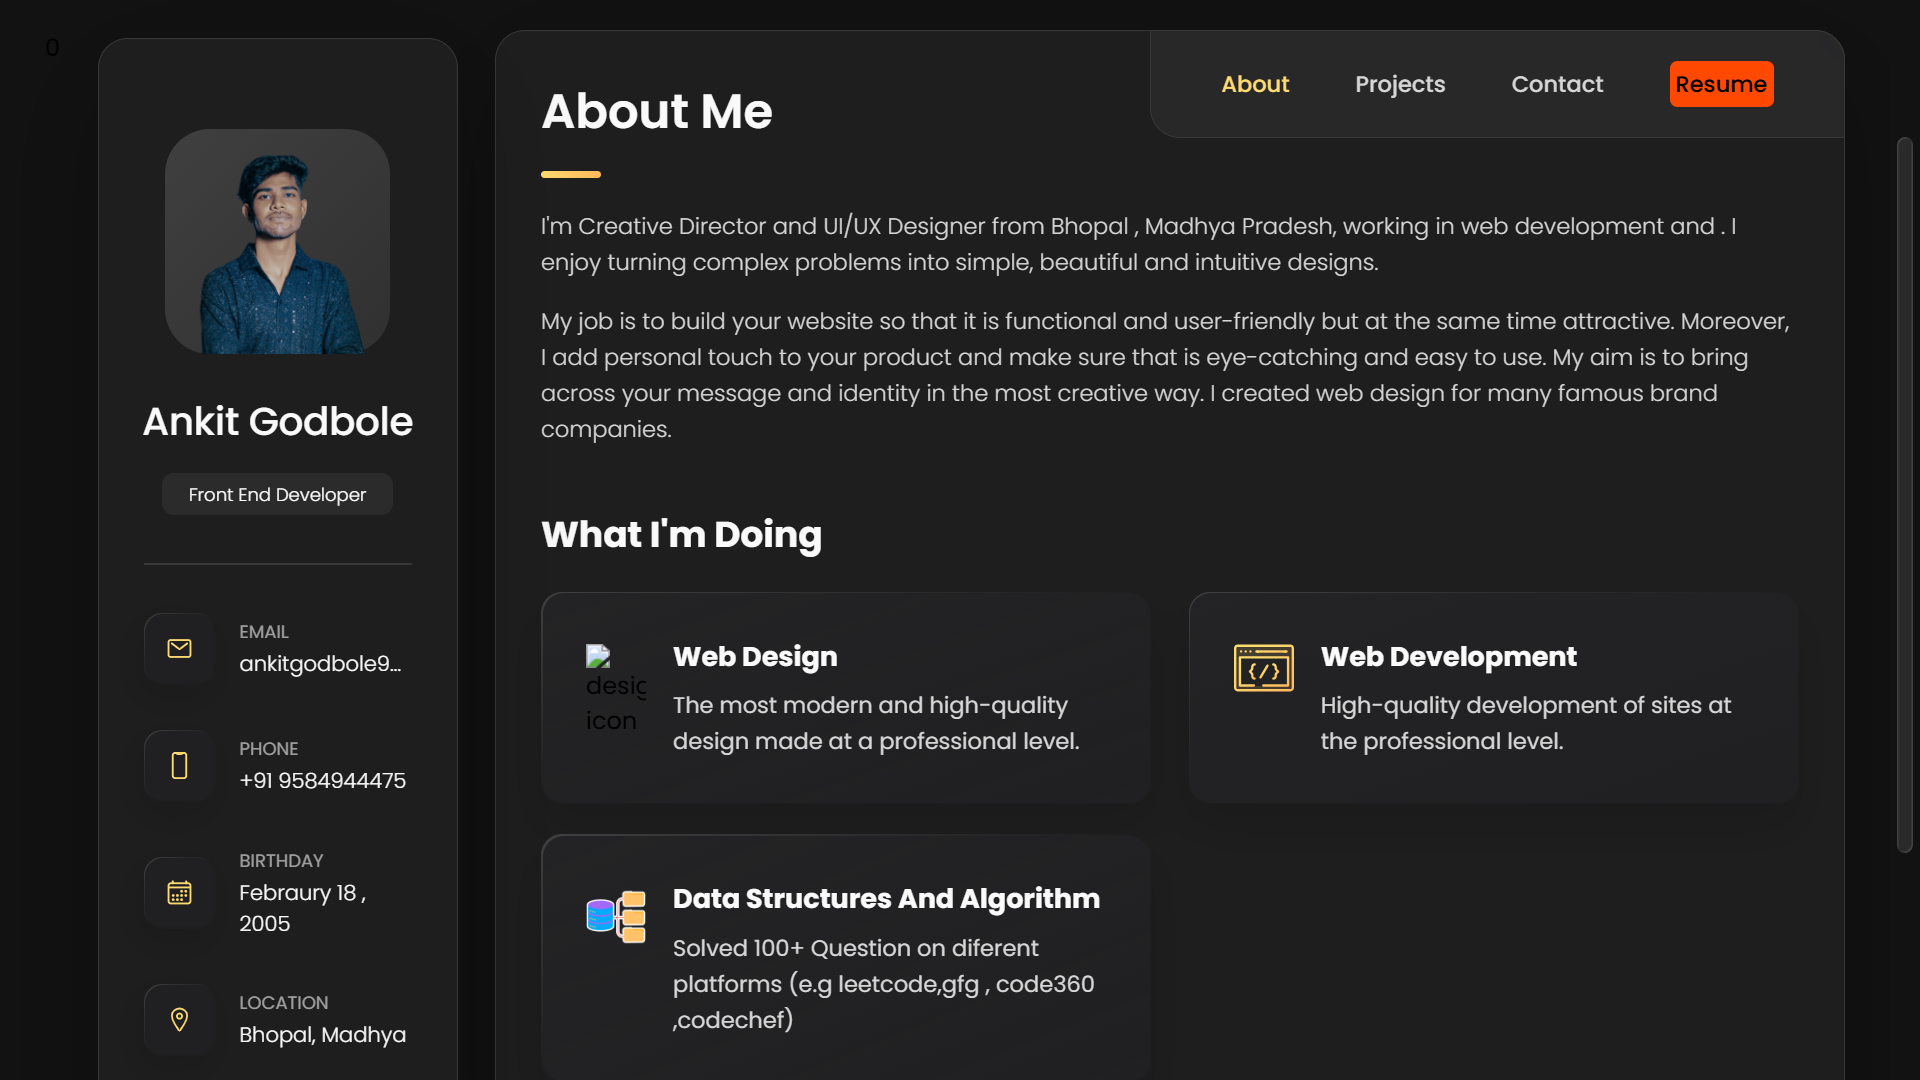 0
Ankit Godbole
Front End Developer
EMAIL
ankitgodbole9...
PHONE
+91 9584944475
BIRTHDAY
Febraury 18 ,
2005
LOCATION
Bhopal, Madhya
About Projects Contact Resume
About Me
I'm Creative Director and UI/UX Designer from Bhopal , Madhya Pradesh, working in web development and . I
enjoy turning complex problems into simple, beautiful and intuitive designs.
My job is to build your website so that it is functional and user-friendly but at the same time attractive. Moreover,
I add personal touch to your product and make sure that is eye-catching and easy to use. My aim is to bring
across your message and identity in the most creative way. I created web design for many famous brand
companies.
What I'm Doing
desig
icon
Web Design
The most modern and high-quality
design made at a professional level.
Web Development
High-quality development of sites at
the professional level.
Data Structures And Algorithm
Solved 100+ Question on diferent
platforms (e.g leetcode,gfg , code360
,codechef)